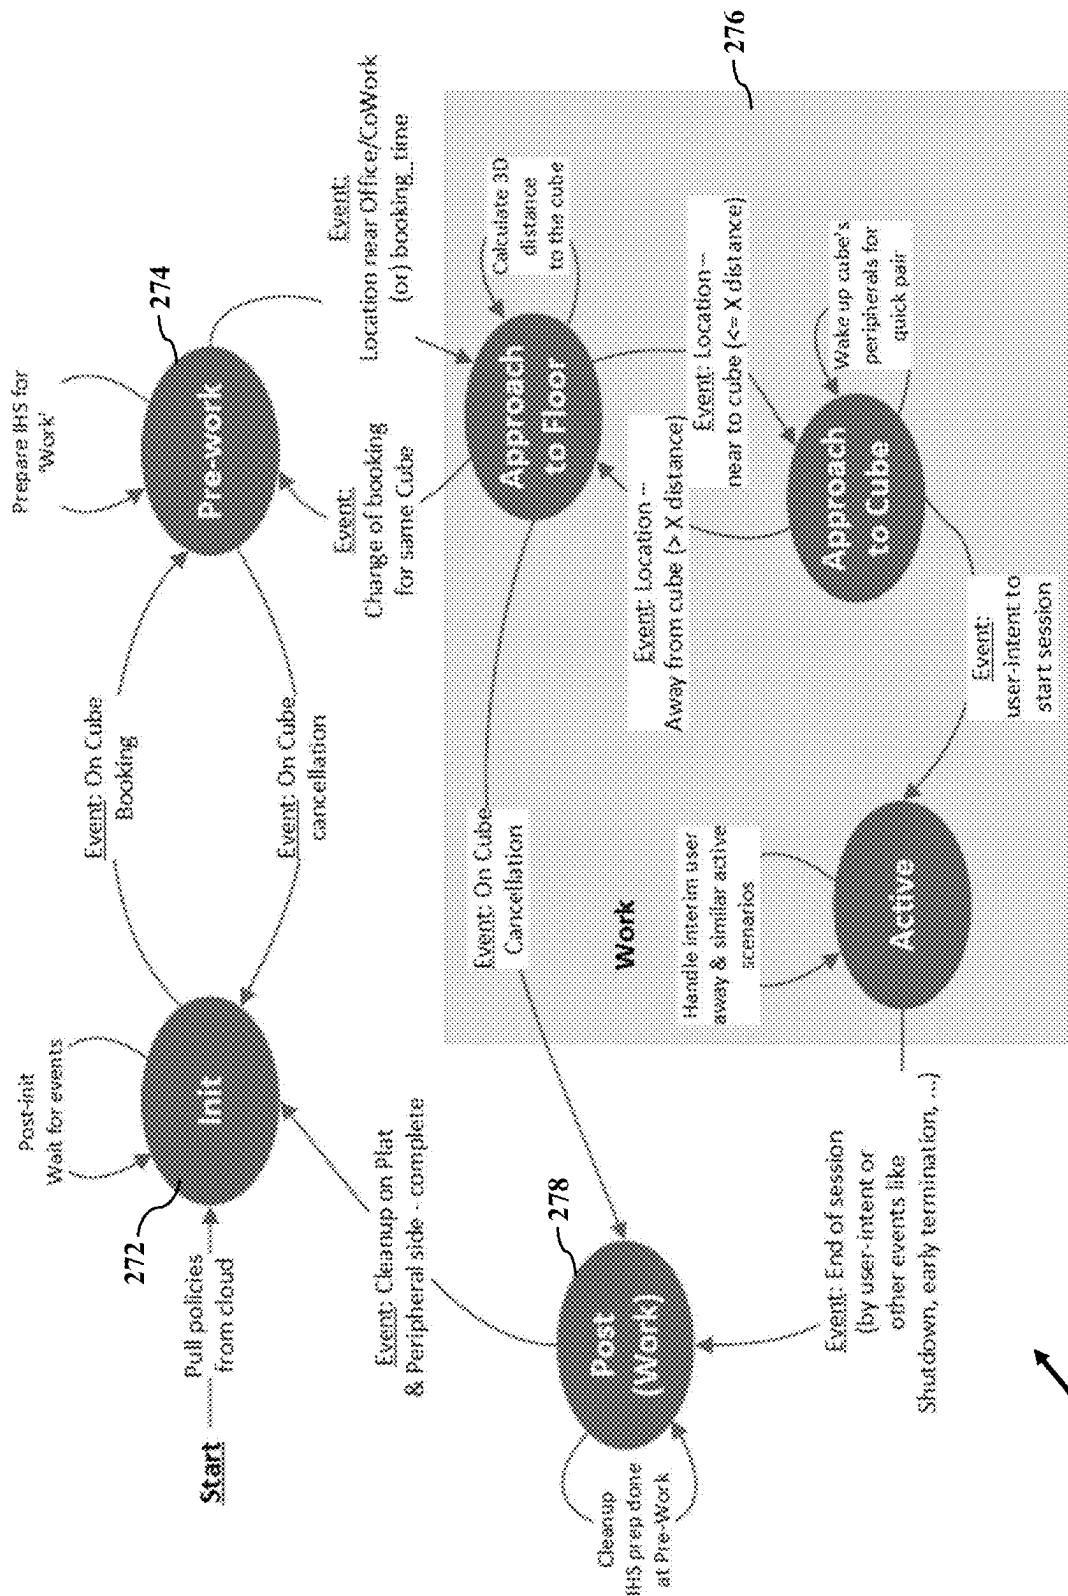 Start
Pull policies
from cloud
272
Post-init
Wait for events
Init
Event: On Cube
Booking
Event: On Cube
cancellation
Prepare IHS for
'Work'
274
Pre-work
Event:
Location near Office/CoWork
(or) booking_time
Event:
Change of booking
for same Cube
Event: Cleanup on Plat
& Peripheral side - complete
278
Post
(Work)
Cleanup
IHS prep done
at Pre-Work
Event: On Cube
Cancellation
Approach
to Floor
Calculate 3D
distance
to the cube
Work
276
Event: Location --
Away from cube (> X distance)
Event: Location --
near to cube (<= X distance)
Approach
to Cube
Wake up cube's
peripherals for
quick pair
Handle interim user
away & similar active
scenarios
Active
Event:
user-intent to
start session
Event: End of session
(by user-intent or
other events like
Shutdown, early termination, ...)